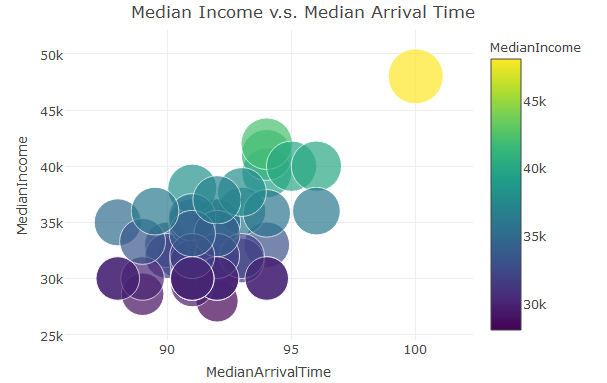 Median Income v.s. Median Arrival Time
50k
45k
40k
35k
30k
25k
MedianIncome
90
95
100
MedianArrivalTime
MedianIncome
45k
40k
35k
30k